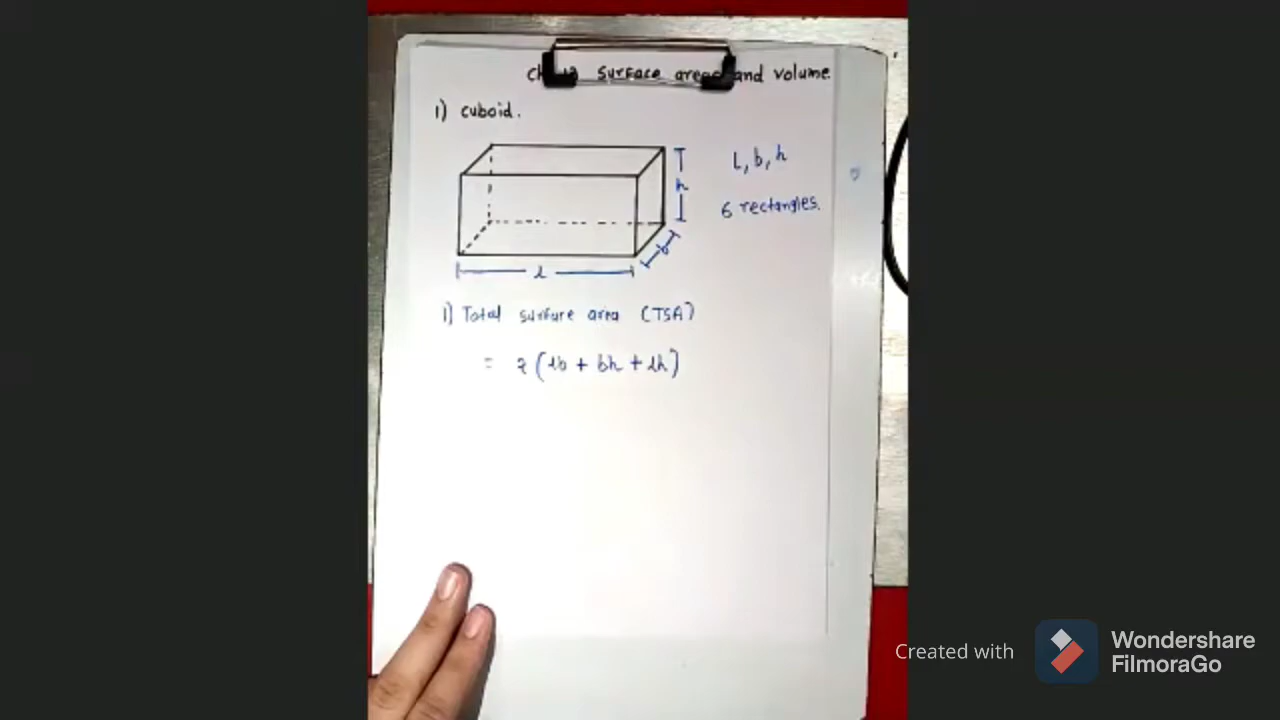 Surface areas and volume
1) cuboid.
h
L, b, h
6 rectangles.
b
l
1) Total surface area (TSA)
= 2 (lb + bh + lh)
Created with
Wondershare
FilmoraGo